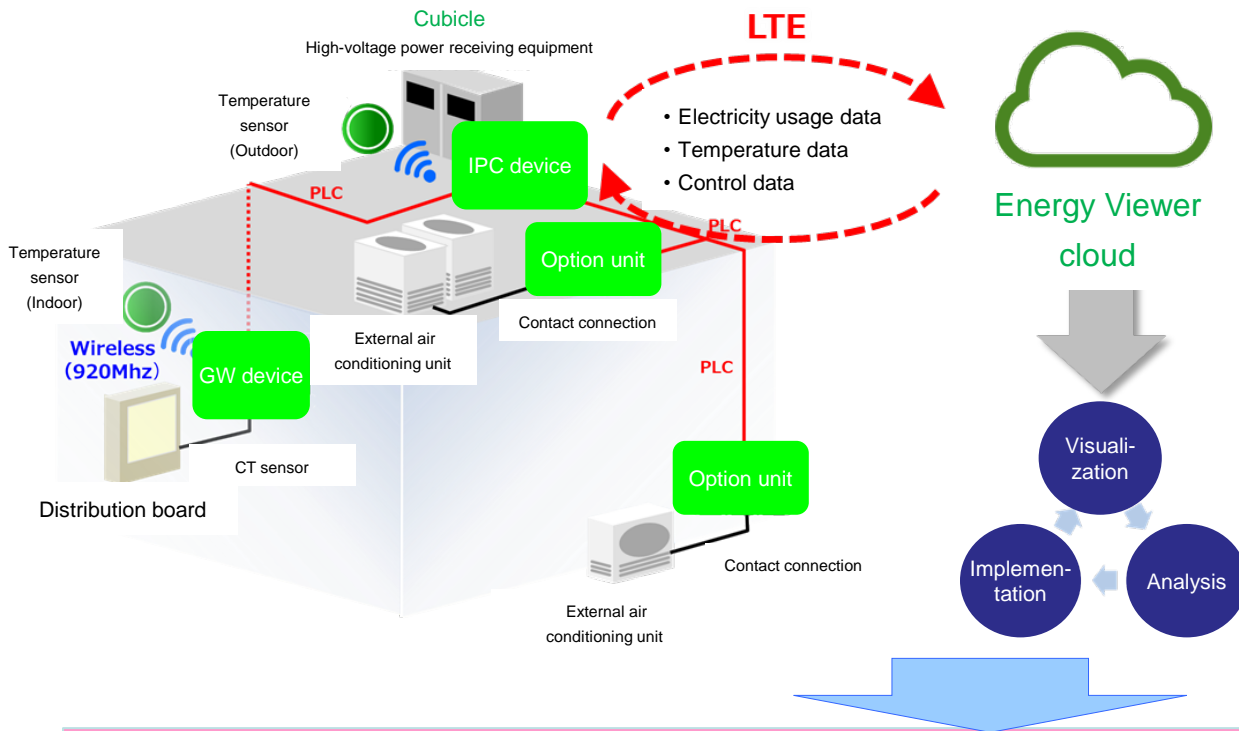 Cubicle
High-voltage power receiving equipment
LTE
Temperature
sensor
(Outdoor)
・Electricity usage data
・Temperature data
・Control data
IPC device
PLC
PLC
Energy Viewer
cloud
Temperature
sensor
(Indoor)
Option unit
Contact connection
External air
conditioning unit
Wireless
(920Mhz)
GW device
PLC
CT sensor
Distribution board
Option unit
Contact connection
External air
conditioning unit
Visuali-
zation
Implemen-
tation
Analysis